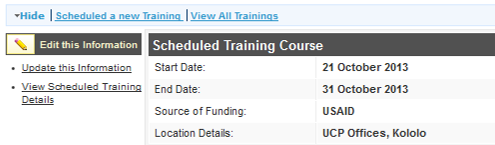 Hide | Scheduled a new Training | View All Trainings
Edit this Information
Update this Information
View Scheduled Training
Details
Scheduled Training Course
Start Date: 21 October 2013
End Date: 31 October 2013
Source of Funding: USAID
Location Details: UCP Offices, Kololo